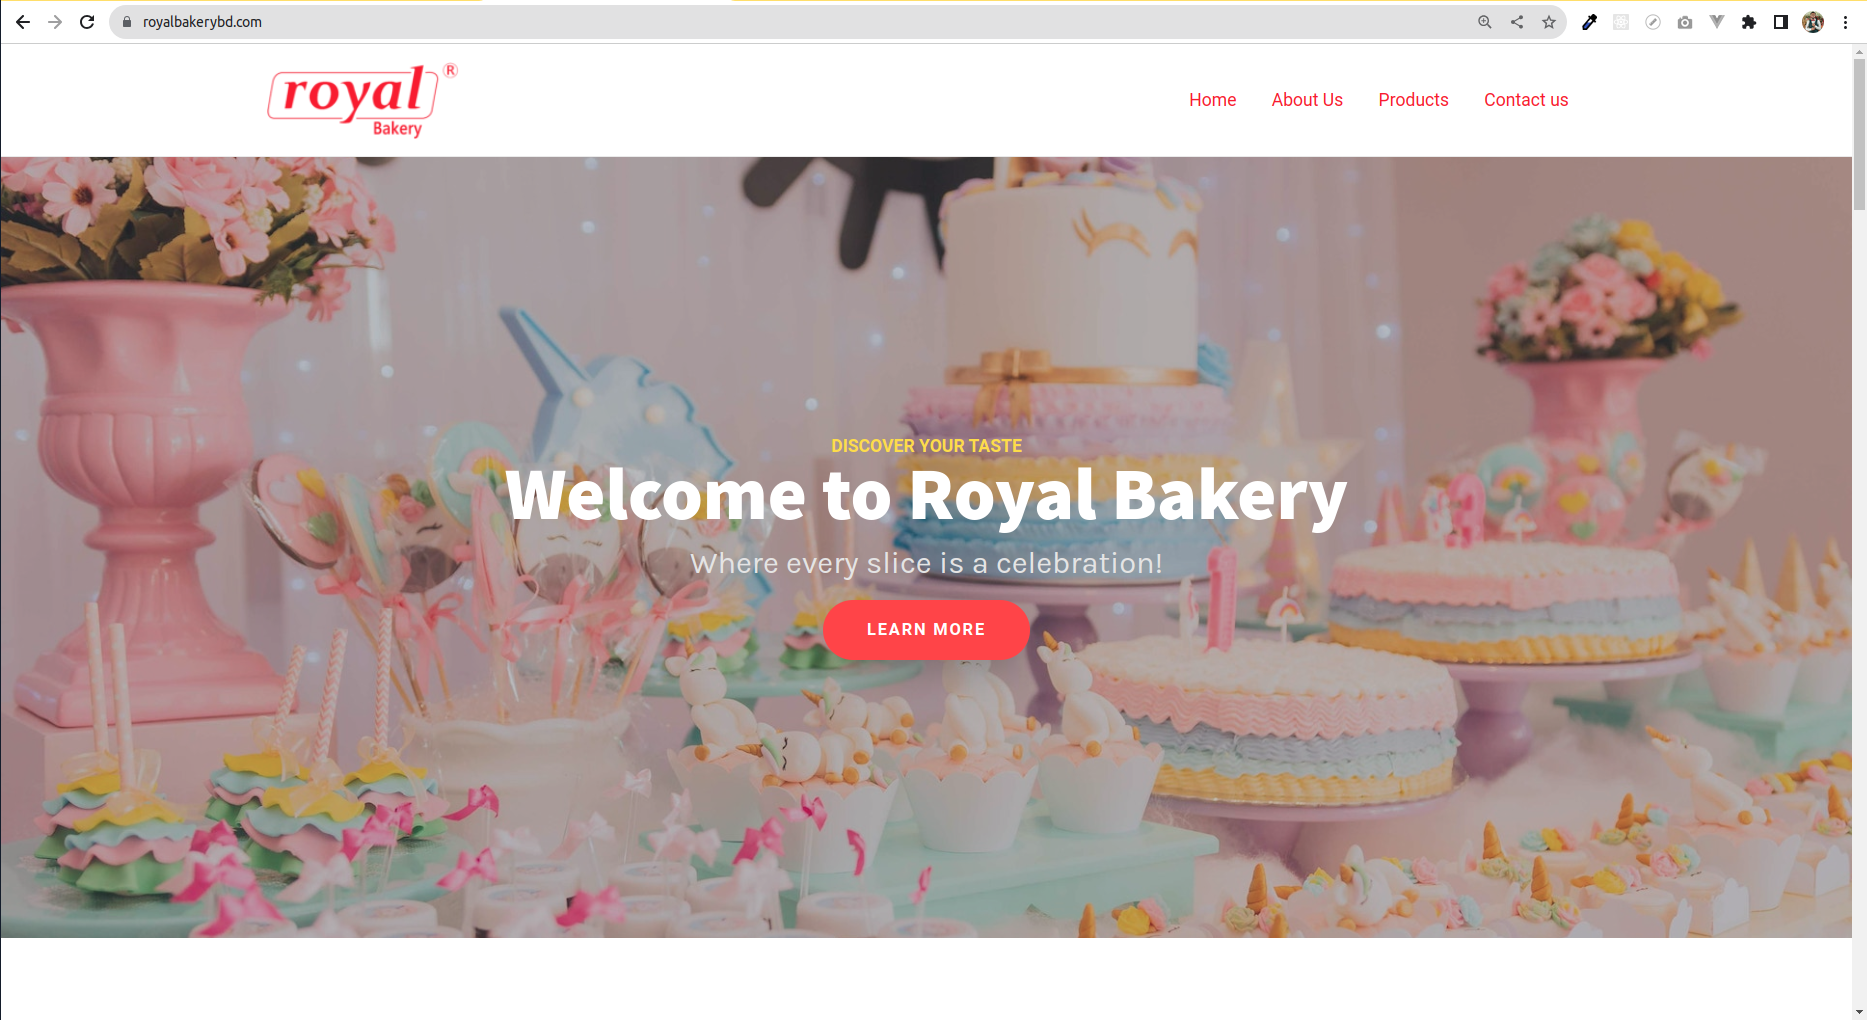 royalbakerybd.com
royal ®
Bakery
Home About Us Products Contact us
DISCOVER YOUR TASTE
Welcome to Royal Bakery
Where every slice is a celebration!
LEARN MORE